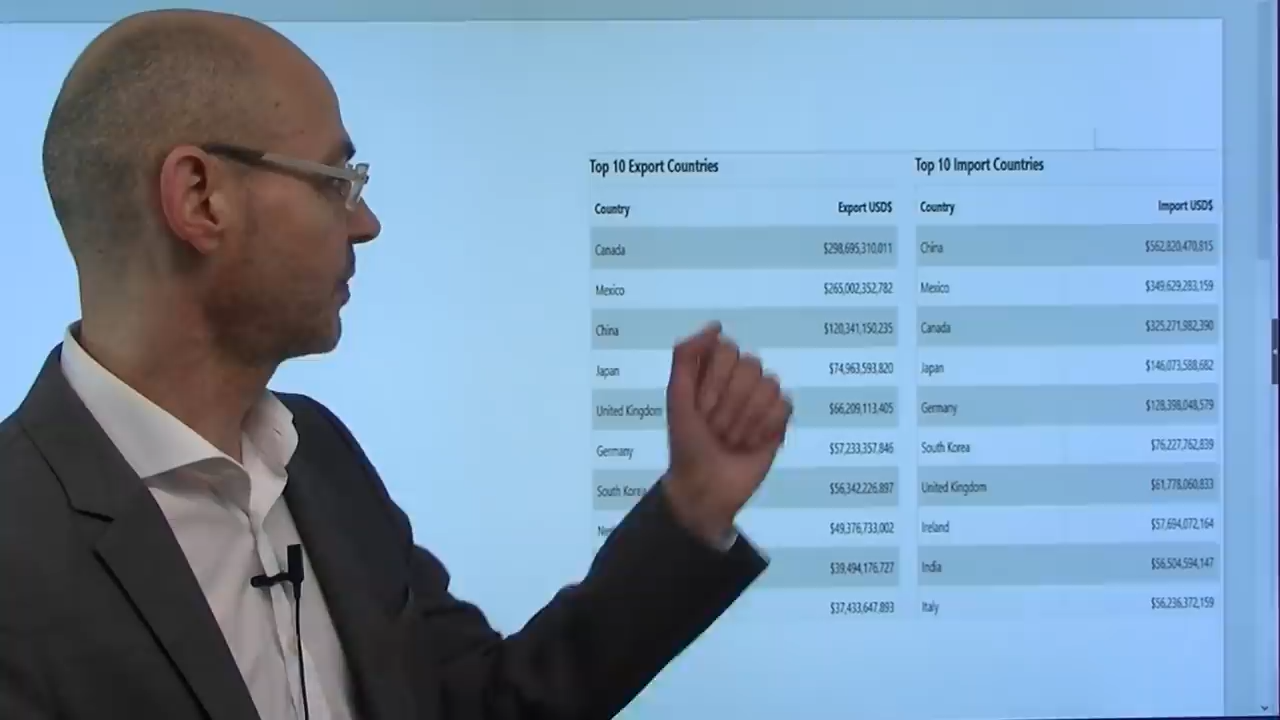 Top 10 Export Countries
Country Export USD$
Canada $298,695,310,011
Mexico $265,002,352,782
China $120,341,150,235
Japan $74,963,593,820
United Kingdom $66,209,113,405
Germany $57,233,357,846
South Korea $56,342,226,897
$49,376,733,002
$39,494,176,727
$37,433,647,893
Top 10 Import Countries
Country Import USD$
China $562,820,470,815
Mexico $349,629,283,159
Canada $325,271,982,390
Japan $146,073,588,682
Germany $128,398,048,579
South Korea $76,227,762,839
United Kingdom $61,778,060,833
Ireland $57,694,072,164
India $56,504,594,147
Italy $56,236,372,159